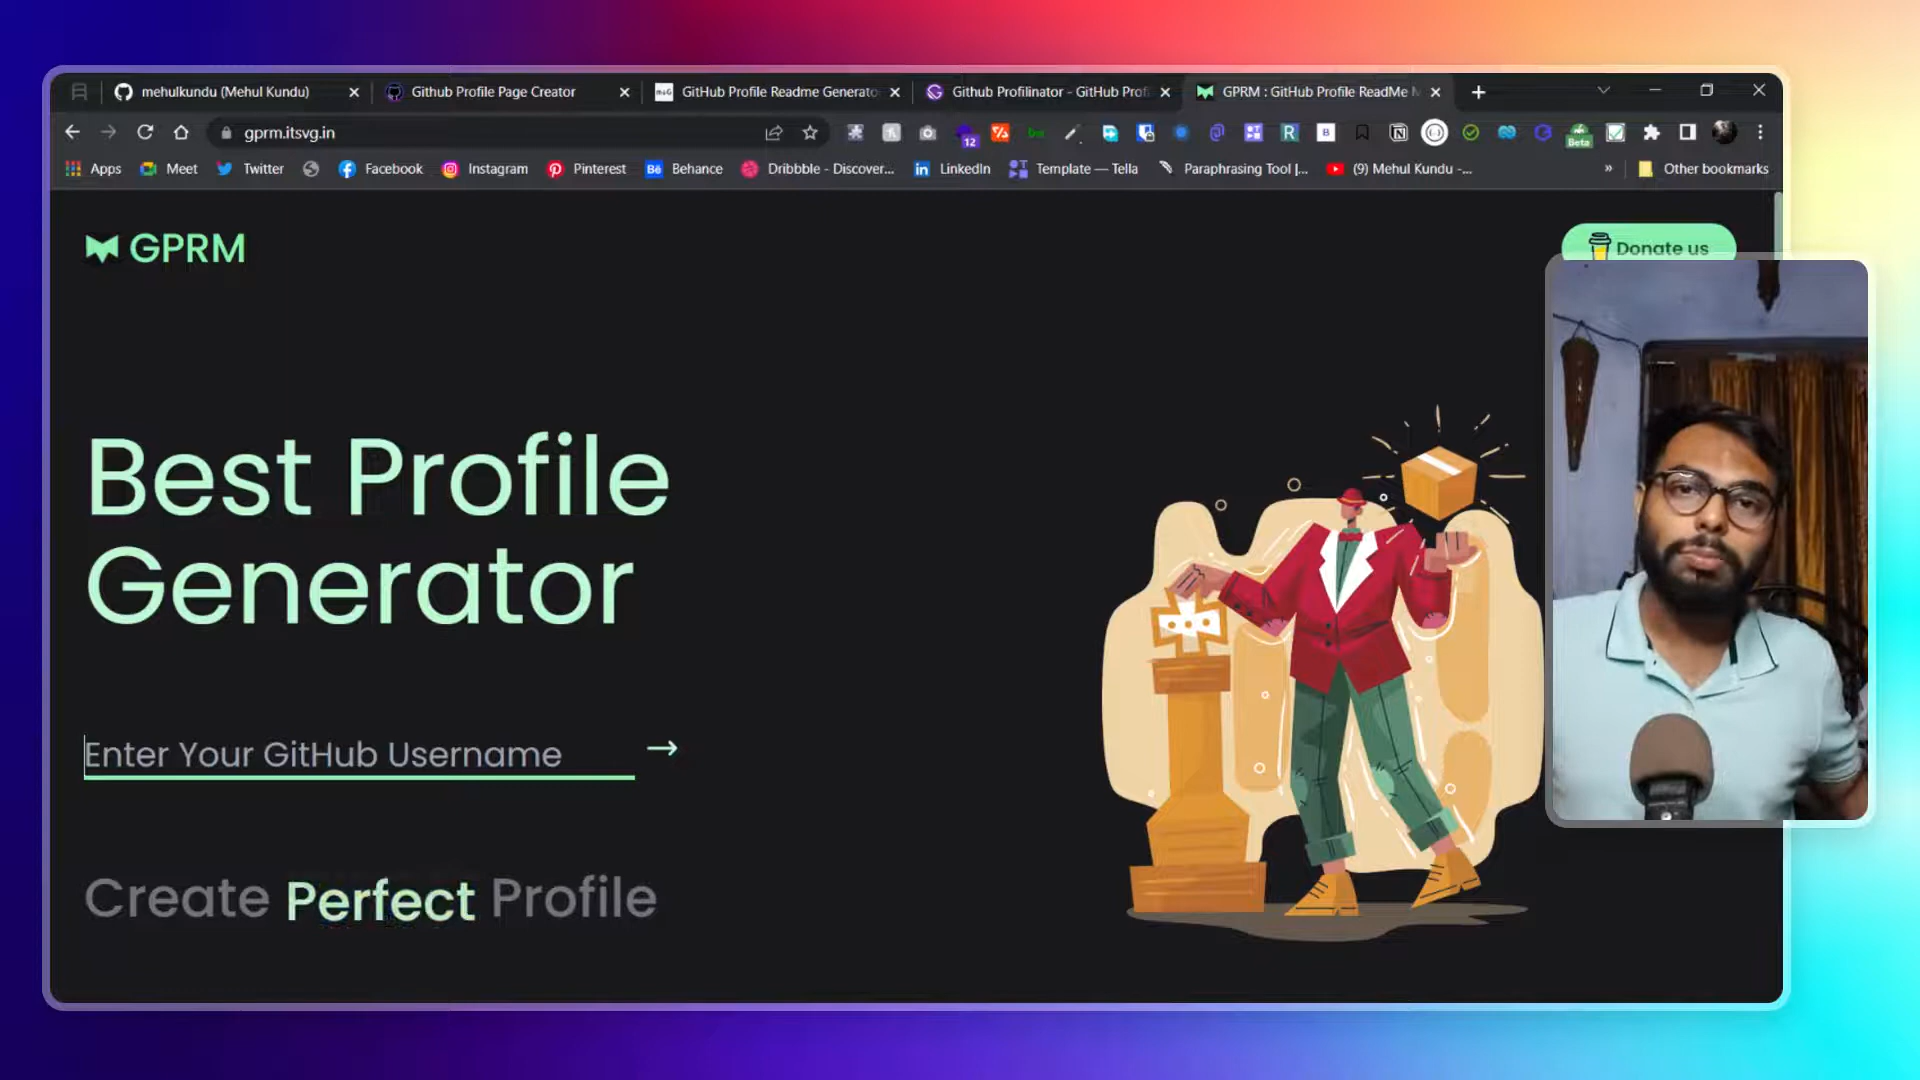 mehulkundu (Mehul Kundu)
Github Profile Page Creator
GitHub Profile Readme Generato
Github Profilinator - GitHub Prof
GPRM : GitHub Profile ReadMe M
gprm.itsvg.in
12
Beta
Apps
Meet
Twitter
Facebook
Instagram
Pinterest
Behance
Dribbble - Discover...
LinkedIn
Template — Tella
Paraphrasing Tool |...
(9) Mehul Kundu -...
»
Other bookmarks
GPRM
Donate us
Best Profile
Generator
Enter Your GitHub Username
Create Perfect Profile